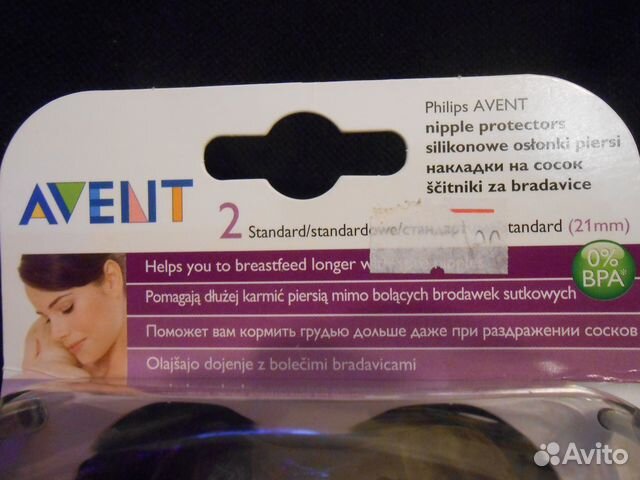 Philips AVENT
nipple protectors
silikonowe osłonki piersi
накладки на сосок
ščitniki za bradavice
AVENT
2 Standard/standardowe/стандарт tandard (21mm)
0%
BPA*
Helps you to breastfeed longer
Pomagają dłużej karmić piersią mimo bolących brodawek sutkowych
Поможет вам кормить грудью дольше даже при раздражении сосков
Olajšajo dojenje z bolečimi bradavicami
Avito